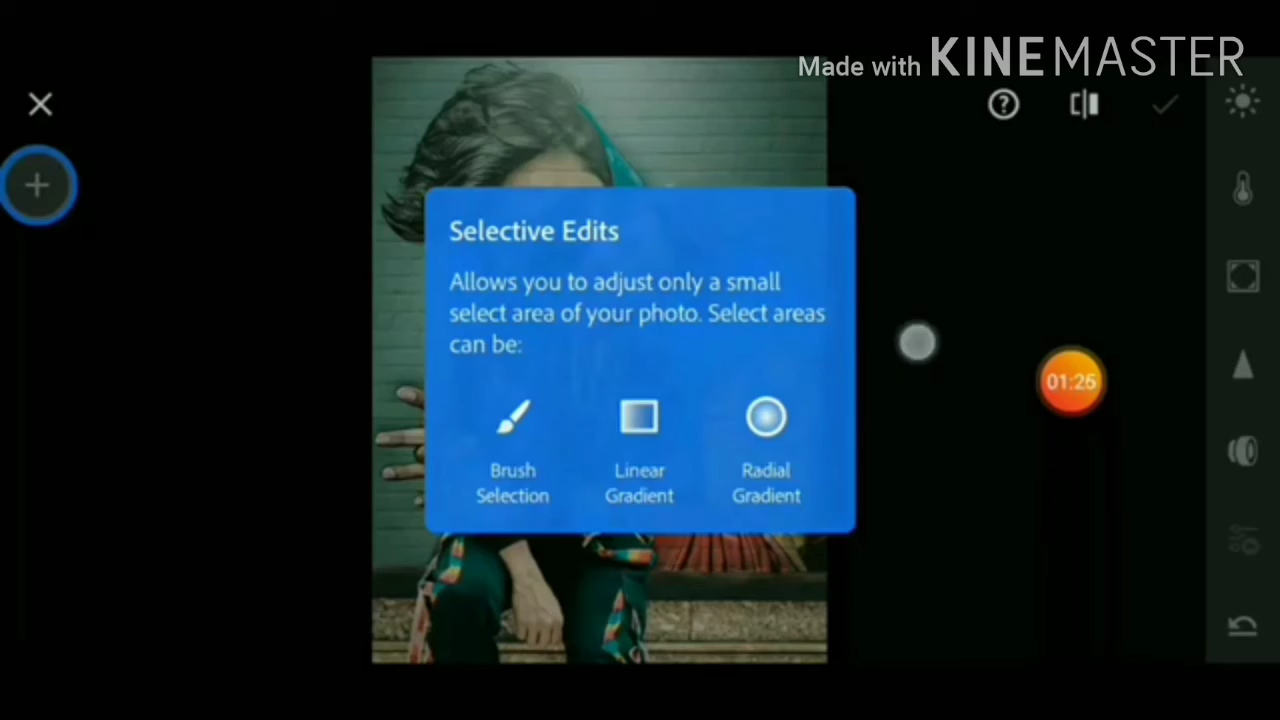 Made with KINEMASTER
Selective Edits
Allows you to adjust only a small
select area of your photo. Select areas
can be:
01:26
Brush Linear Radial
Selection Gradient Gradient